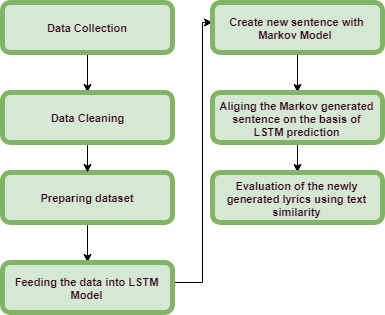 Data Collection
Data Cleaning
Preparing dataset
Feeding the data into LSTM
Model
Create new sentence with
Markov Model
Aliging the Markov generated
sentence on the basis of
LSTM prediction
Evaluation of the newly
generated lyrics using text
similarity